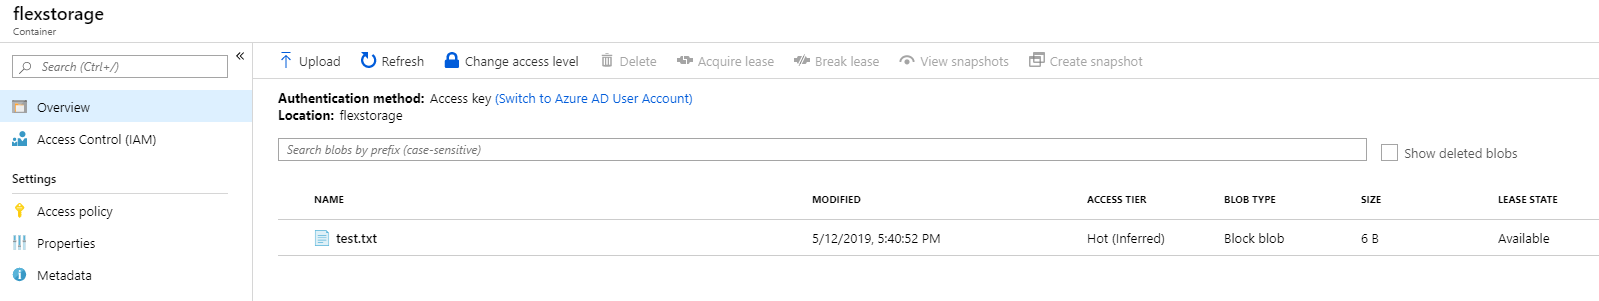 flexstorage
Container
«
Search (Ctrl+/)
Overview
Access Control (IAM)
Settings
Access policy
Properties
Metadata
Upload Refresh Change access level Delete Acquire lease Break lease View snapshots Create snapshot
Authentication method: Access key (Switch to Azure AD User Account)
Location: flexstorage
Search blobs by prefix (case-sensitive) Show deleted blobs
NAME MODIFIED ACCESS TIER BLOB TYPE SIZE LEASE STATE
test.txt 5/12/2019, 5:40:52 PM Hot (Inferred) Block blob 6 B Available